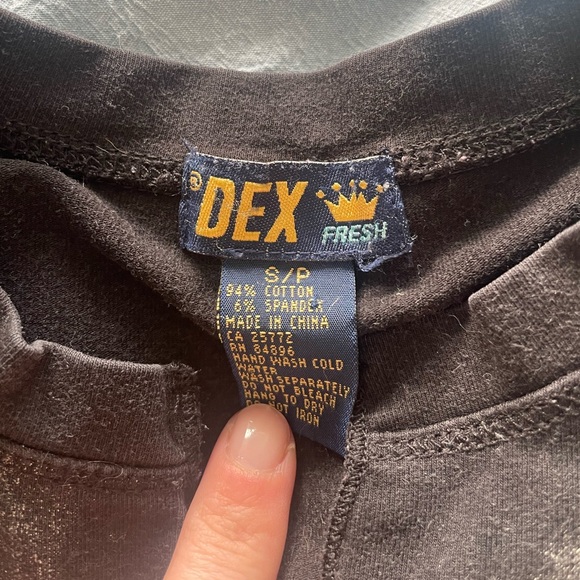 ® DEX
FRESH
S/P
94% COTTON
6% SPANDEX
MADE IN CHINA
CA 25772
RN 84896
HAND WASH COLD
WATER
WASH SEPARATELY
DO NOT BLEACH
HANG TO DRY
NOT IRON